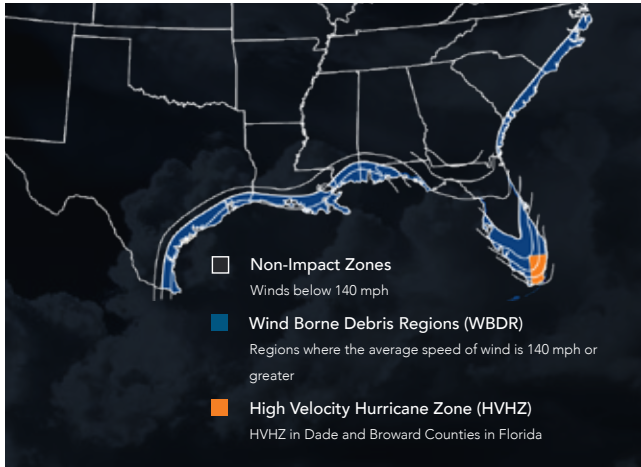 Non-Impact Zones
Winds below 140 mph
Wind Borne Debris Regions (WBDR)
Regions where the average speed of wind is 140 mph or
greater
High Velocity Hurricane Zone (HVHZ)
HVHZ in Dade and Broward Counties in Florida